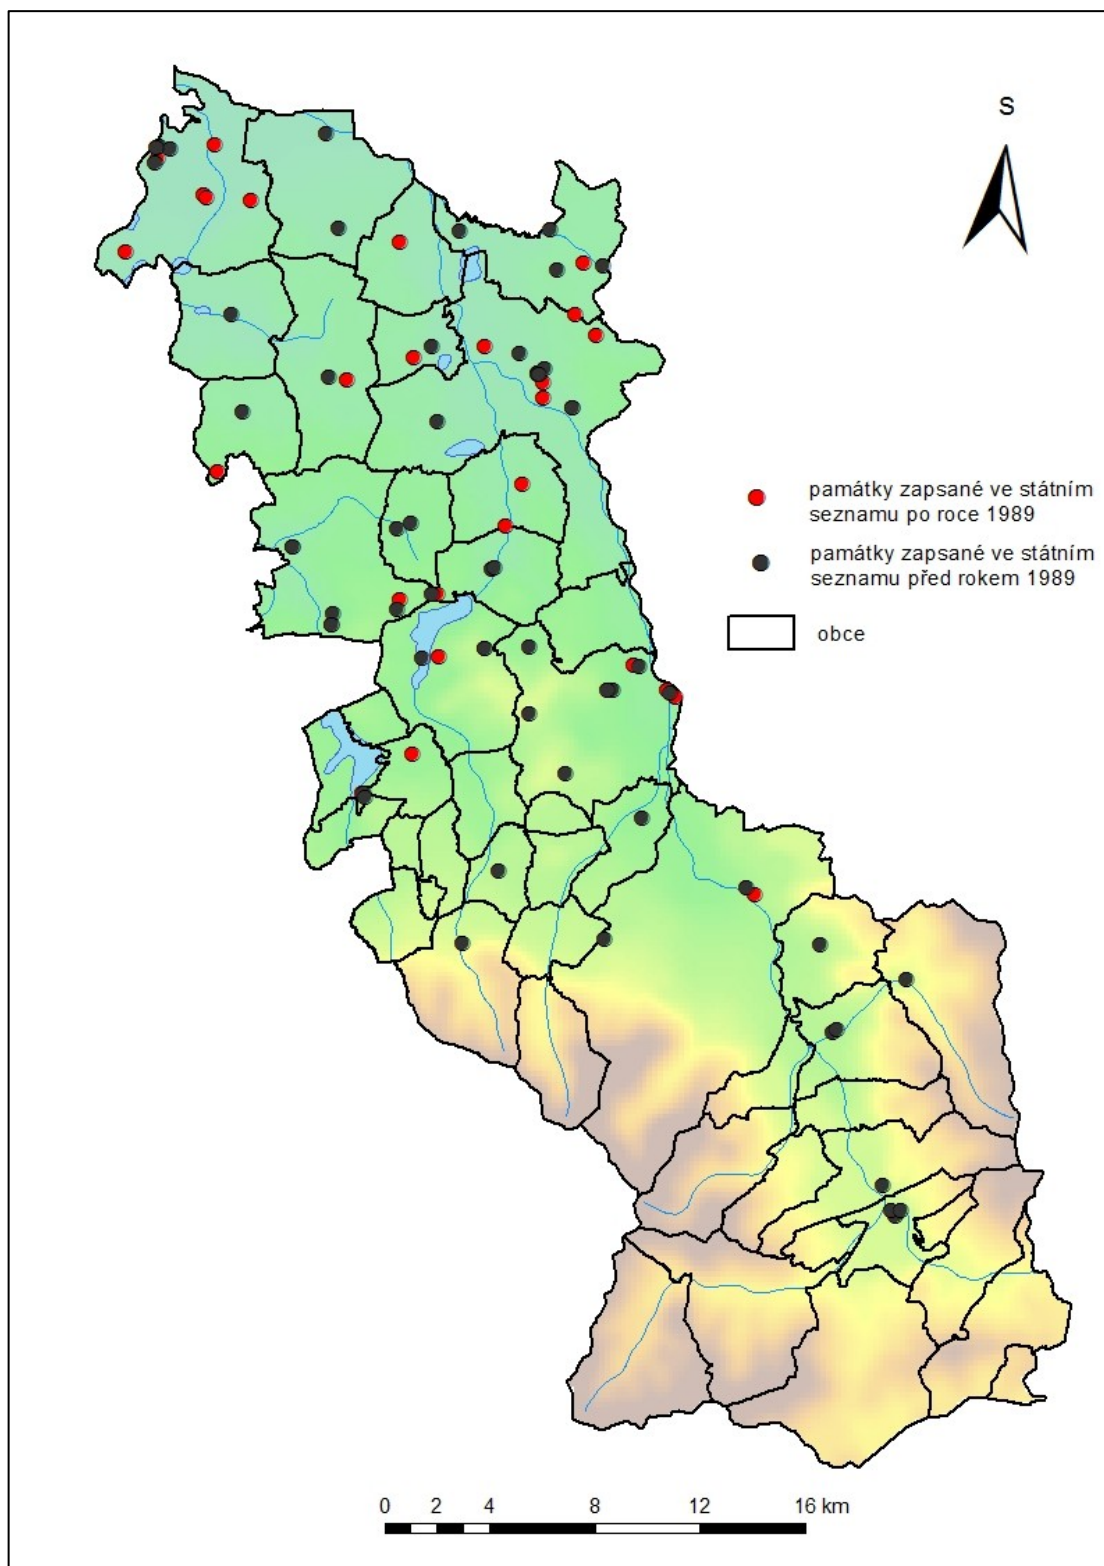 S
památky zapsané ve státním
seznamu po roce 1989
památky zapsané ve státním
seznamu před rokem 1989
obce
0 2 4 8 12 16 km